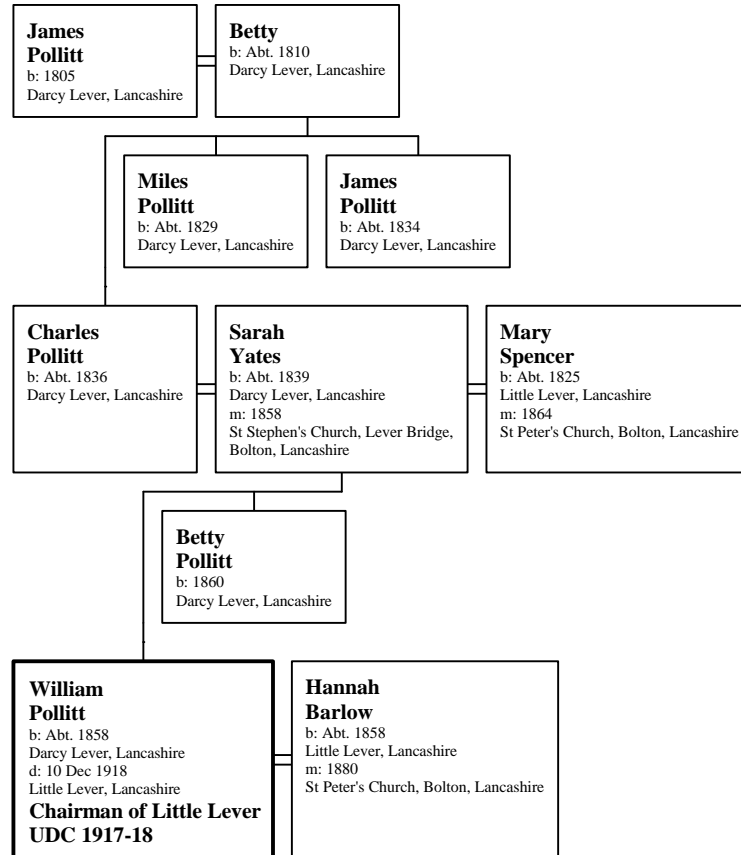 James
Pollitt
b: 1805
Darcy Lever, Lancashire
Betty
b: Abt. 1810
Darcy Lever, Lancashire
Miles
Pollitt
b: Abt. 1829
Darcy Lever, Lancashire
James
Pollitt
b: Abt. 1834
Darcy Lever, Lancashire
Charles
Pollitt
b: Abt. 1836
Darcy Lever, Lancashire
Sarah
Yates
b: Abt. 1839
Darcy Lever, Lancashire
m: 1858
St Stephen's Church, Lever Bridge,
Bolton, Lancashire
Mary
Spencer
b: Abt. 1825
Little Lever, Lancashire
m: 1864
St Peter's Church, Bolton, Lancashire
Betty
Pollitt
b: 1860
Darcy Lever, Lancashire
William
Pollitt
b: Abt. 1858
Darcy Lever, Lancashire
d: 10 Dec 1918
Little Lever, Lancashire
Chairman of Little Lever
UDC 1917-18
Hannah
Barlow
b: Abt. 1858
Little Lever, Lancashire
m: 1880
St Peter's Church, Bolton, Lancashire